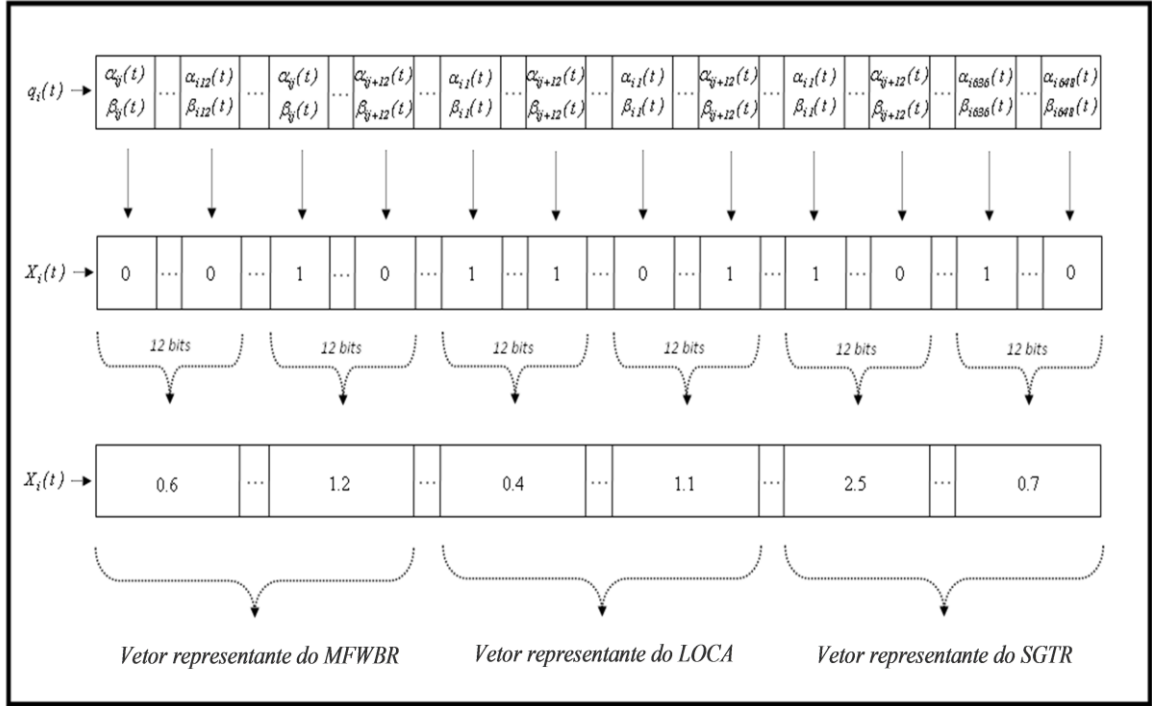 q_i(t) → α_ij(t) ... α_i12(t) ... α_ij(t) ... α_ij+12(t) ... α_i1(t) ... α_ij+12(t) ... α_i1(t) ... α_ij+12(t) ... α_i1(t) ... α_ij+12(t) ... α_i636(t) ... α_i648(t)
β_ij(t) β_i12(t) β_ij(t) β_ij+12(t) β_i1(t) β_ij+12(t) β_i1(t) β_ij+12(t) β_i1(t) β_ij+12(t) β_i636(t) β_i648(t)
X_i(t) → 0 ... 0 ... 1 ... 0 ... 1 ... 1 ... 0 ... 1 ... 1 ... 0 ... 1 ... 0
12 bits 12 bits 12 bits 12 bits 12 bits 12 bits
X_i(t) → 0.6 ... 1.2 ... 0.4 ... 1.1 ... 2.5 ... 0.7
Vetor representante do MFWBR Vetor representante do LOCA Vetor representante do SGTR